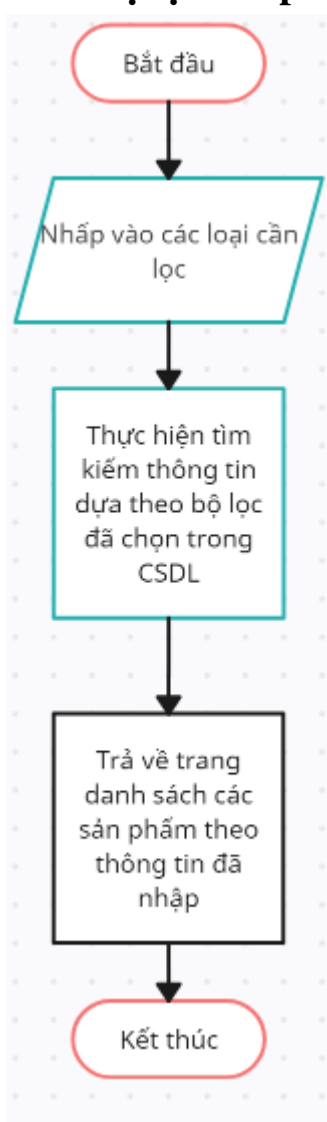 Bắt đầu
Nhấp vào các loại cần
lọc
Thực hiện tìm
kiếm thông tin
dựa theo bộ lọc
đã chọn trong
CSDL
Trả về trang
danh sách các
sản phẩm theo
thông tin đã
nhập
Kết thúc